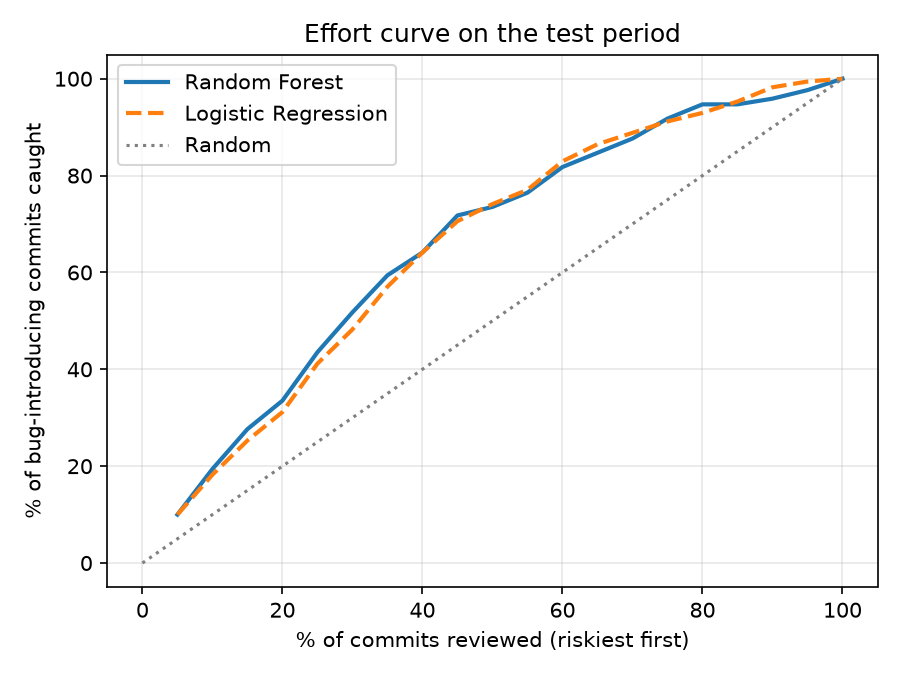 Effort curve on the test period
% of bug-introducing commits caught
100
80
60
40
20
0
Random Forest
Logistic Regression
Random
0 20 40 60 80 100
% of commits reviewed (riskiest first)